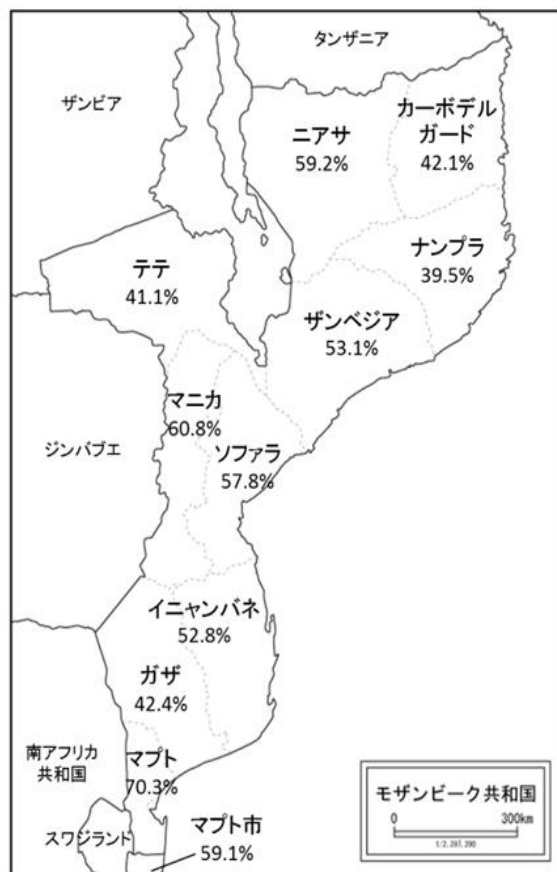 タンザニア
ザンビア
カーボデル
ガード
42.1%
ニアサ
59.2%
ナンプラ
39.5%
テテ
41.1%
ザンベジア
53.1%
マニカ
60.8%
ソファラ
57.8%
ジンバブエ
イニャンバネ
52.8%
ガザ
42.4%
南アフリカ
共和国
マプト
70.3%
スワジランド
マプト市
59.1%
モザンビーク共和国
0 300km